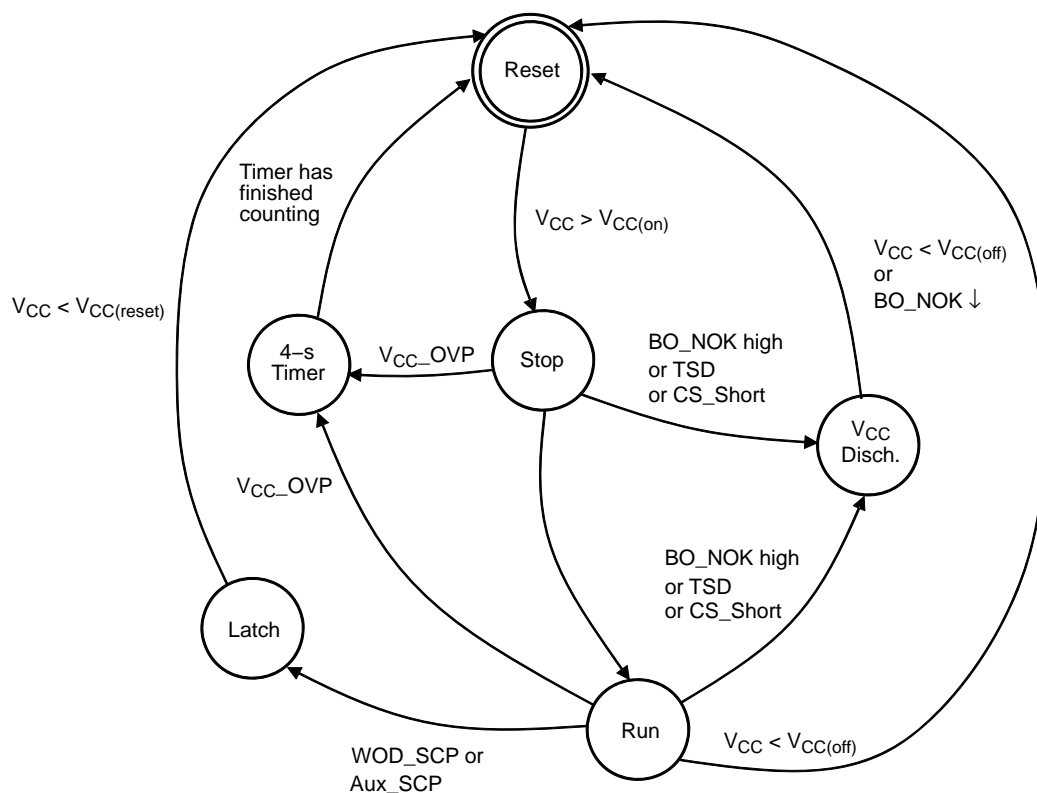 Reset
Timer has
finished
counting
VCC > VCC(on)
VCC < VCC(off)
or
BO_NOK ↓
VCC < VCC(reset)
4–s
Timer
VCC_OVP
Stop
BO_NOK high
or TSD
or CS_Short
VCC
Disch.
VCC_OVP
BO_NOK high
or TSD
or CS_Short
Latch
Run
VCC < VCC(off)
WOD_SCP or
Aux_SCP